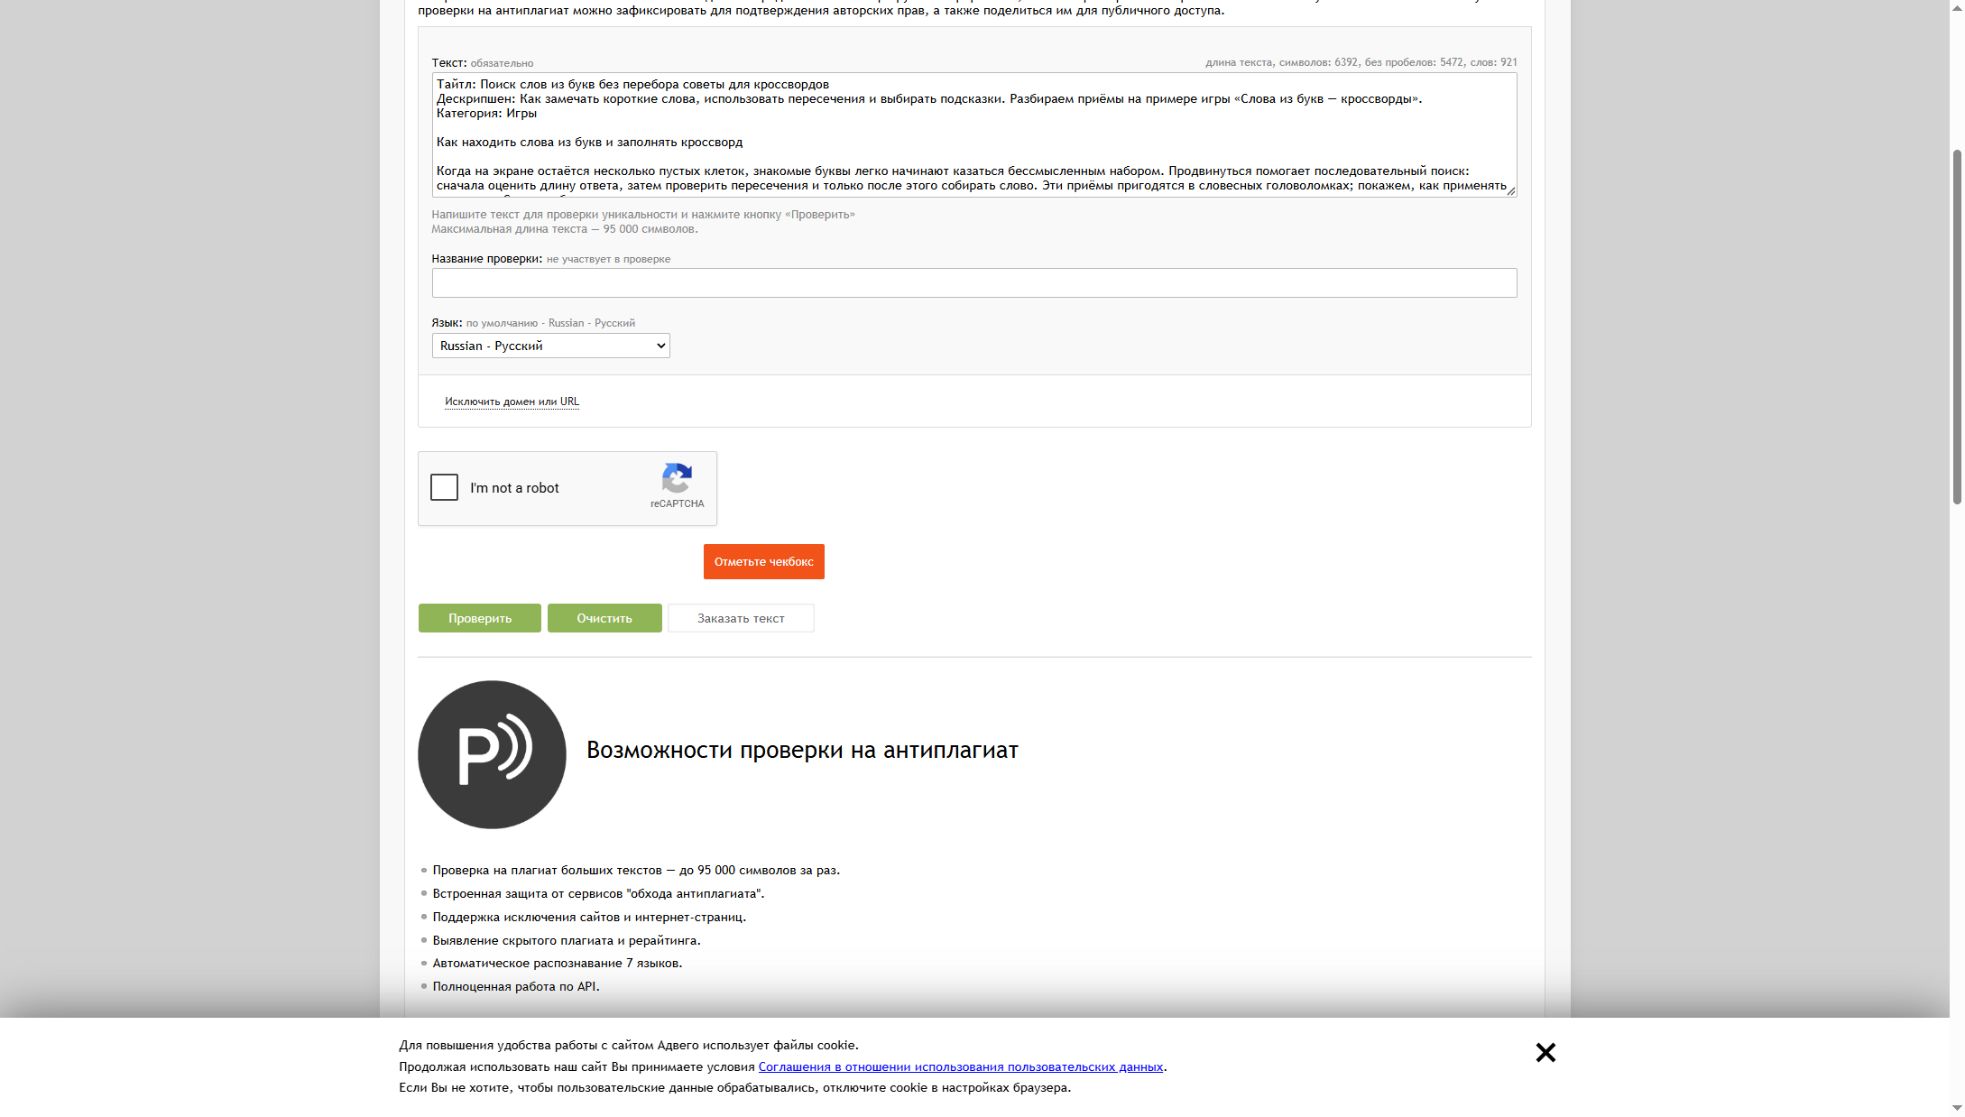 проверки на антиплагиат можно зафиксировать для подтверждения авторских прав, а также поделиться им для публичного доступа.
Текст: обязательно
длина текста, символов: 6392, без пробелов: 5472, слов: 921
Тайтл: Поиск слов из букв без перебора советы для кроссвордов
Дескрипшен: Как замечать короткие слова, использовать пересечения и выбирать подсказки. Разбираем приёмы на примере игры «Слова из букв — кроссворды».
Категория: Игры
Как находить слова из букв и заполнять кроссворд
Когда на экране остаётся несколько пустых клеток, знакомые буквы легко начинают казаться бессмысленным набором. Продвинуться помогает последовательный поиск:
сначала оценить длину ответа, затем проверить пересечения и только после этого собирать слово. Эти приёмы пригодятся в словесных головоломках; покажем, как применять
Напишите текст для проверки уникальности и нажмите кнопку «Проверить»
Максимальная длина текста — 95 000 символов.
Название проверки: не участвует в проверке
Язык: по умолчанию - Russian - Русский
Russian - Русский
Исключить домен или URL
I'm not a robot
reCAPTCHA
Отметьте чекбокс
Проверить
Очистить
Заказать текст
P
Возможности проверки на антиплагиат
Проверка на плагиат больших текстов — до 95 000 символов за раз.
Встроенная защита от сервисов "обхода антиплагиата".
Поддержка исключения сайтов и интернет-страниц.
Выявление скрытого плагиата и рерайтинга.
Автоматическое распознавание 7 языков.
Полноценная работа по API.
Для повышения удобства работы с сайтом Адвего использует файлы cookie.
Продолжая использовать наш сайт Вы принимаете условия Соглашения в отношении использования пользовательских данных.
Если Вы не хотите, чтобы пользовательские данные обрабатывались, отключите cookie в настройках браузера.